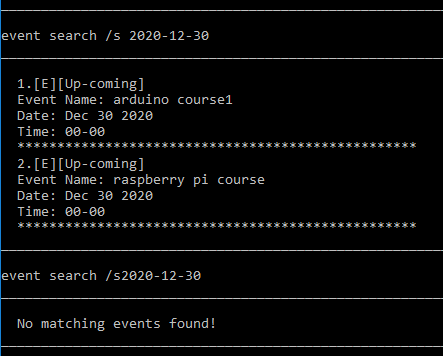 event search /s 2020-12-30
1.[E][Up-coming]
Event Name: arduino course1
Date: Dec 30 2020
Time: 00-00
**************************************************
2.[E][Up-coming]
Event Name: raspberry pi course
Date: Dec 30 2020
Time: 00-00
**************************************************
event search /s2020-12-30
No matching events found!